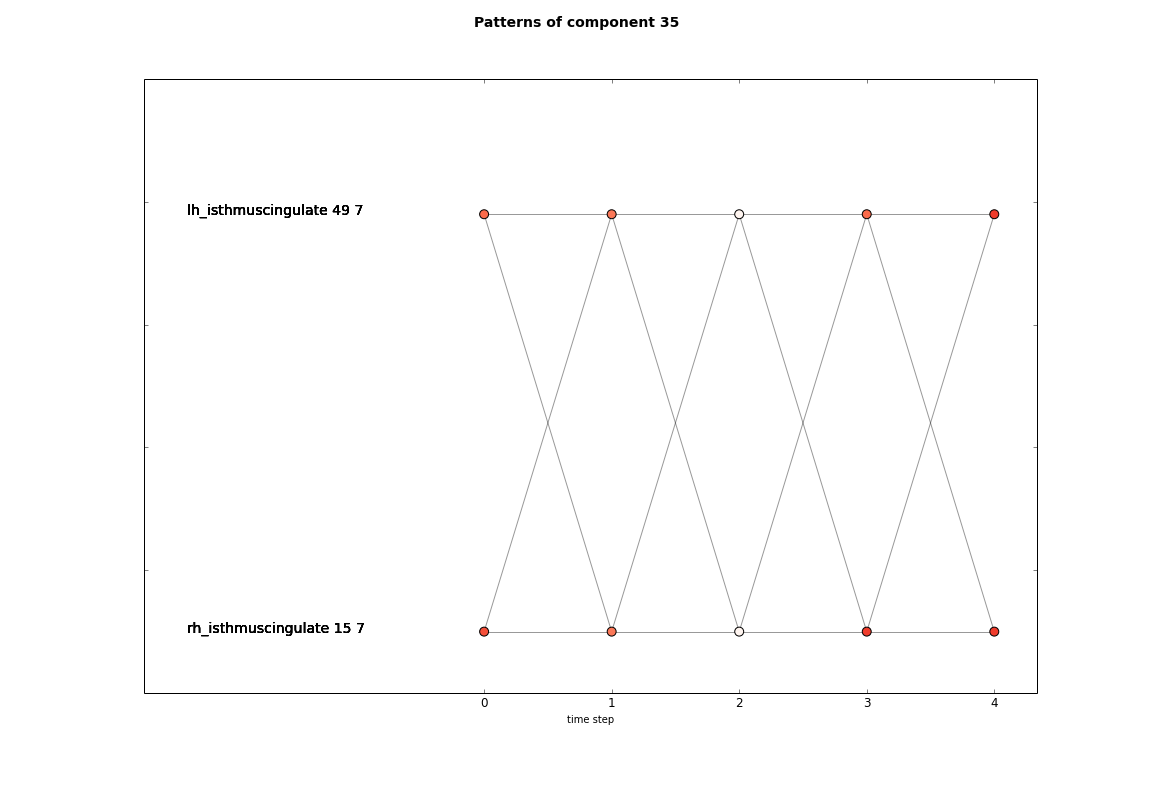 Patterns of component 35
lh_isthmuscingulate 49 7
rh_isthmuscingulate 15 7
0 1 2 3 4
time step